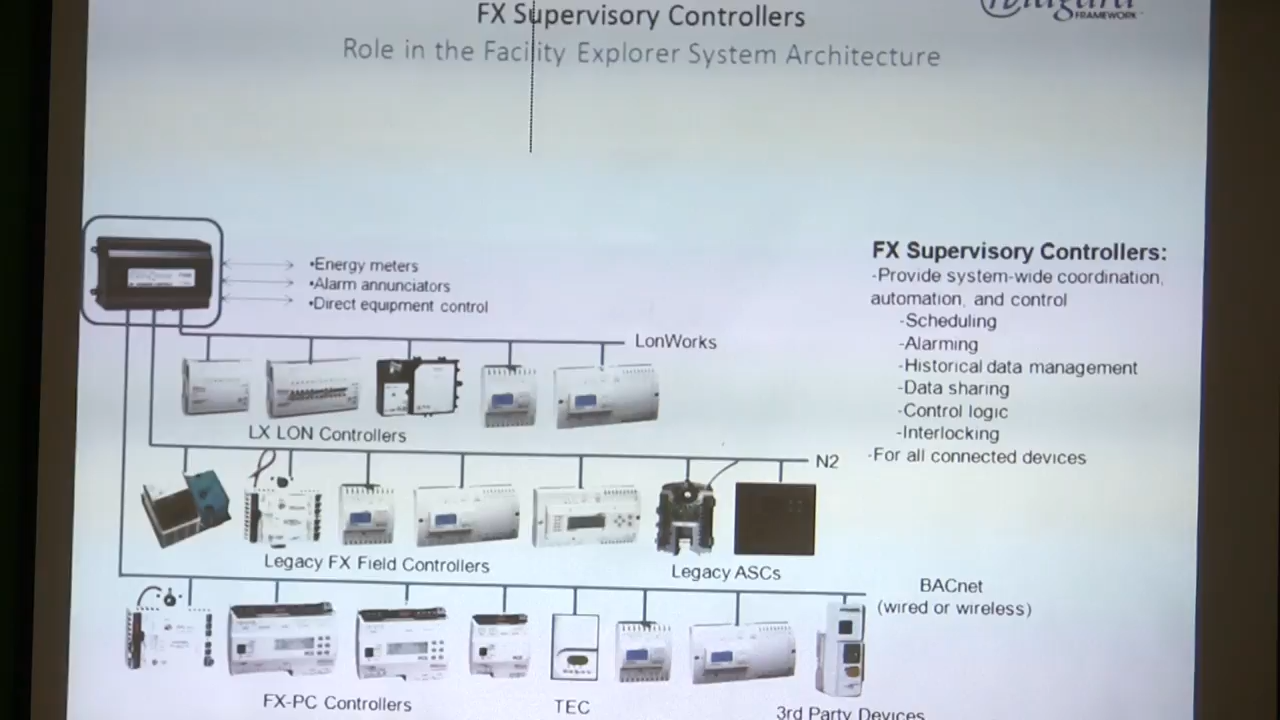 FX Supervisory Controllers
FRAMEWORK
Role in the Facility Explorer System Architecture
•Energy meters
•Alarm annunciators
•Direct equipment control
LonWorks
LX LON Controllers
N2
Legacy FX Field Controllers
Legacy ASCs
BACnet
(wired or wireless)
FX-PC Controllers
TEC
3rd Party Devices
FX Supervisory Controllers:
-Provide system-wide coordination,
automation, and control
-Scheduling
-Alarming
-Historical data management
-Data sharing
-Control logic
-Interlocking
-For all connected devices